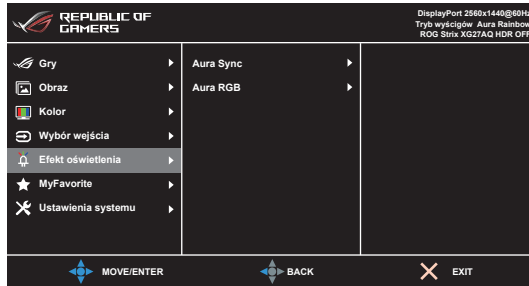 REPUBLIC OF
GAMERS
DisplayPort 2560x1440@60Hz
Tryb wyścigów Aura Rainbow
ROG Strix XG27AQ HDR OFF
Gry
Obraz
Kolor
Wybór wejścia
Efekt oświetlenia
MyFavorite
Ustawienia systemu
Aura Sync
Aura RGB
MOVE/ENTER
BACK
EXIT